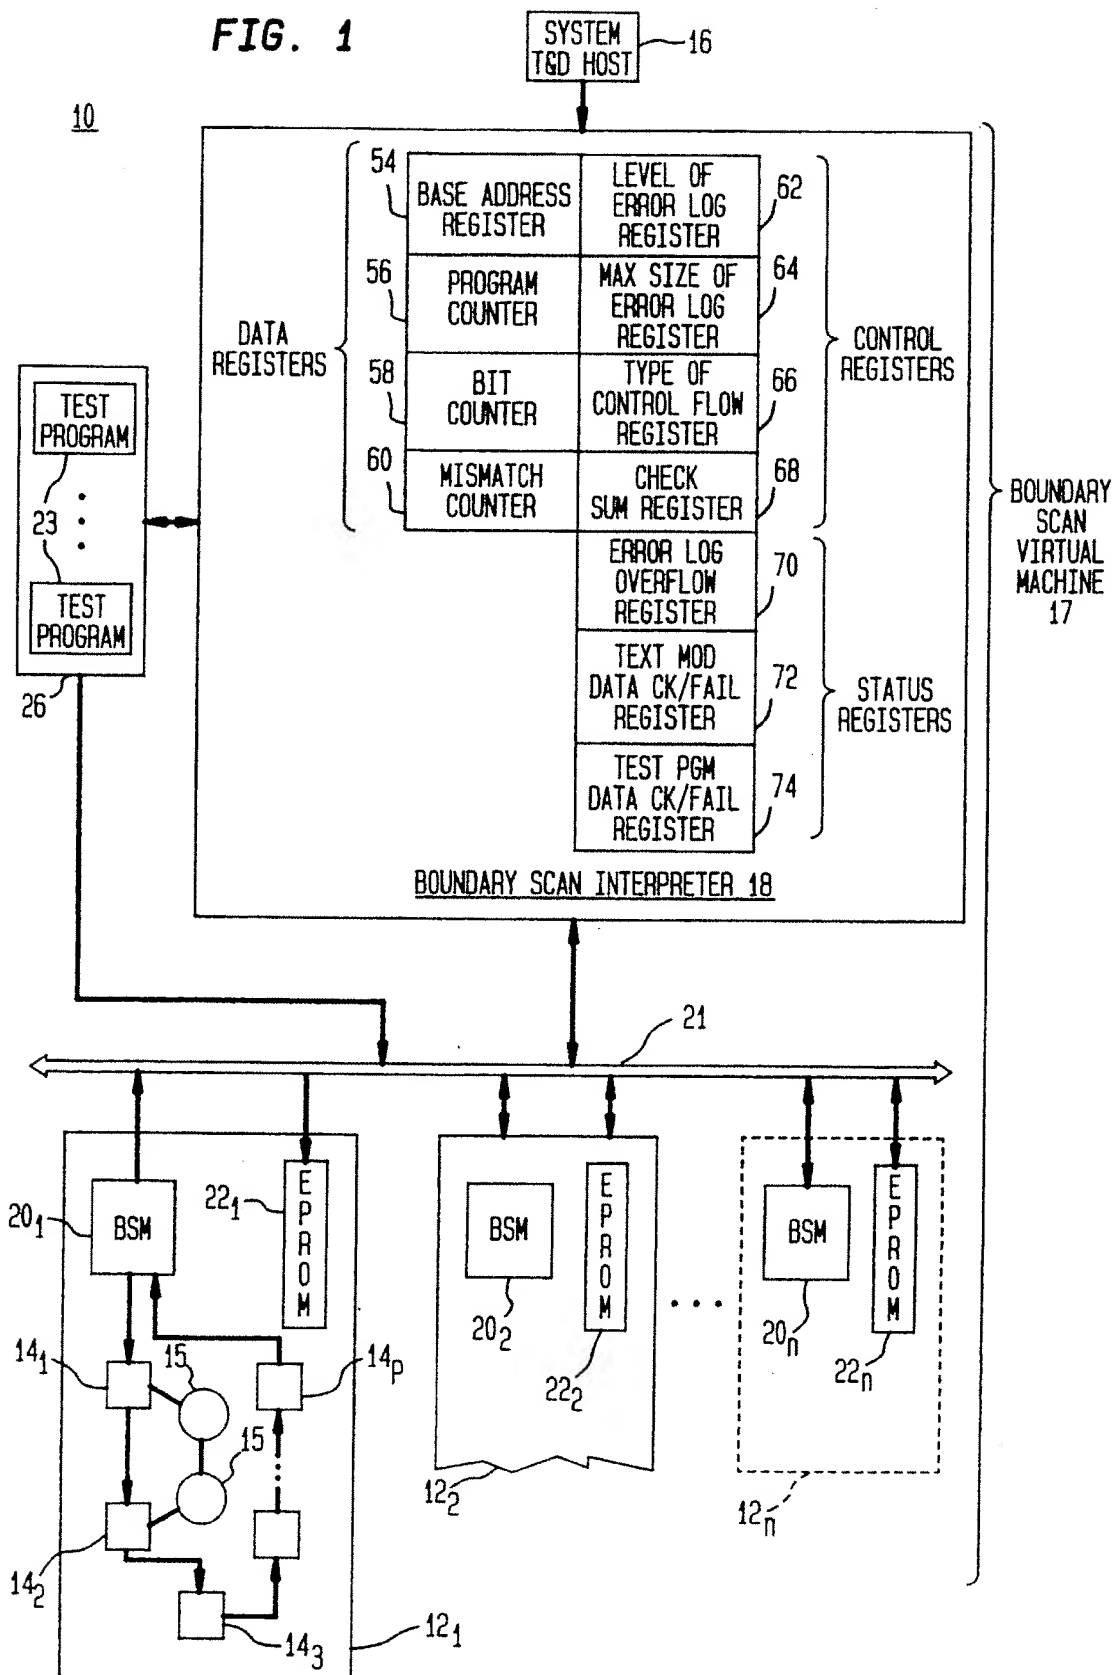 FIG. 1
SYSTEM
T&D HOST
16
10
DATA
REGISTERS
54
BASE ADDRESS
REGISTER
LEVEL OF
ERROR LOG
REGISTER
62
56
PROGRAM
COUNTER
MAX SIZE OF
ERROR LOG
REGISTER
64
58
BIT
COUNTER
TYPE OF
CONTROL FLOW
REGISTER
66
60
MISMATCH
COUNTER
CHECK
SUM REGISTER
68
CONTROL
REGISTERS
ERROR LOG
OVERFLOW
REGISTER
70
TEXT MOD
DATA CK/FAIL
REGISTER
72
TEST PGM
DATA CK/FAIL
REGISTER
74
STATUS
REGISTERS
BOUNDARY SCAN INTERPRETER 18
BOUNDARY
SCAN
VIRTUAL
MACHINE
17
TEST
PROGRAM
23
TEST
PROGRAM
26
21
20₁
BSM
22₁
EPROM
14₁
15
15
14ₚ
14₂
14₃
12₁
BSM
20₂
EPROM
22₂
12₂
BSM
20ₙ
EPROM
22ₙ
12ₙ